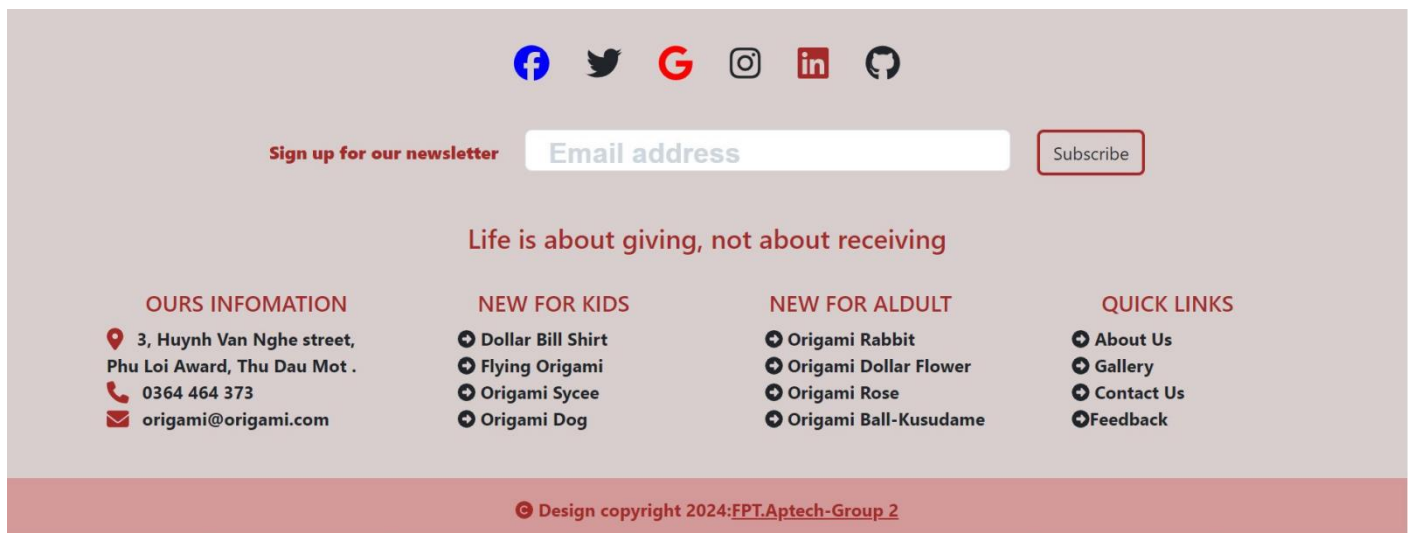 Sign up for our newsletter Email address Subscribe
Life is about giving, not about receiving
OURS INFOMATION
3, Huynh Van Nghe street,
Phu Loi Award, Thu Dau Mot .
0364 464 373
origami@origami.com
NEW FOR KIDS
Dollar Bill Shirt
Flying Origami
Origami Sycee
Origami Dog
NEW FOR ALDULT
Origami Rabbit
Origami Dollar Flower
Origami Rose
Origami Ball-Kusudame
QUICK LINKS
About Us
Gallery
Contact Us
Feedback
© Design copyright 2024:FPT.Aptech-Group 2